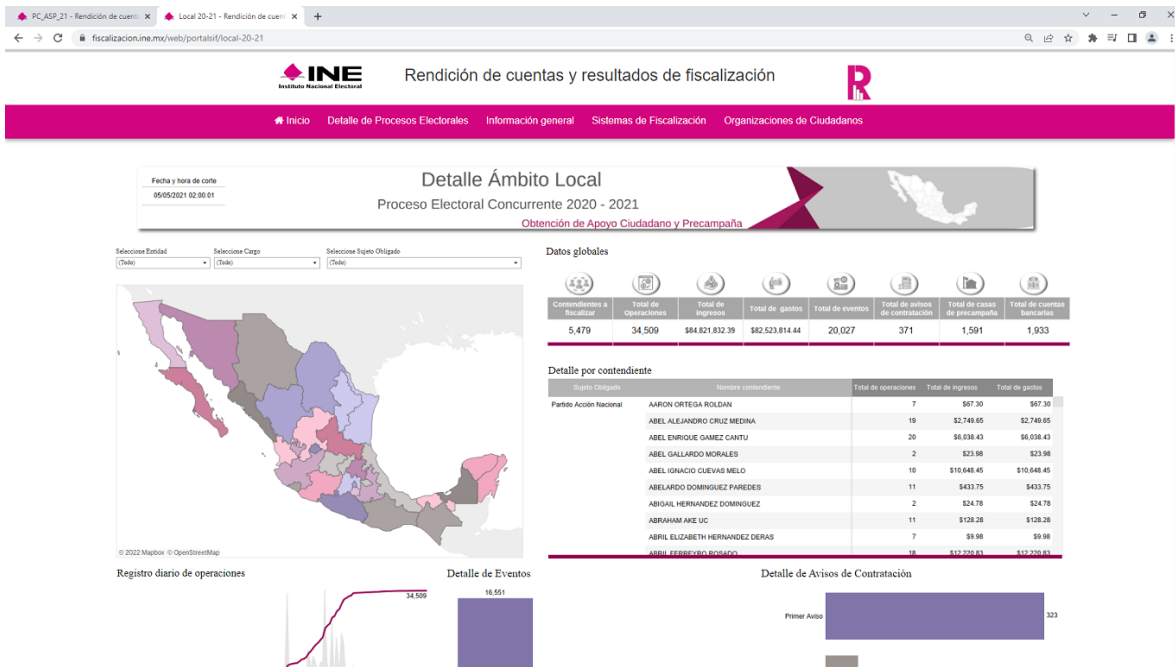 PC_ASP_21 - Rendición de cuent
Local 20-21 - Rendición de cuent
fiscalizacion.ine.mx/web/portalsif/local-20-21
INE
Instituto Nacional Electoral
Rendición de cuentas y resultados de fiscalización
R
Inicio Detalle de Procesos Electorales Información general Sistemas de Fiscalización Organizaciones de Ciudadanos
Fecha y hora de corte
05/05/2021 02:00:01
Detalle Ámbito Local
Proceso Electoral Concurrente 2020 - 2021
Obtención de Apoyo Ciudadano y Precampaña
Seleccione Entidad Seleccione Cargo Seleccione Sujeto Obligado
(Todo) (Todo) (Todo)
Datos globales
Contendientes a fiscalizar Total de Operaciones Total de ingresos Total de gastos Total de eventos Total de avisos de contratación Total de casas de precampaña Total de cuentas bancarias
5,479 34,509 $84,821,832.39 $82,523,814.44 20,027 371 1,591 1,933
Detalle por contendiente
Sujeto Obligado Nombre contendiente Total de operaciones Total de ingresos Total de gastos
Partido Acción Nacional AARON ORTEGA ROLDAN 7 $67.30 $67.30
ABEL ALEJANDRO CRUZ MEDINA 19 $2,749.65 $2,749.65
ABEL ENRIQUE GAMEZ CANTU 20 $6,038.43 $6,038.43
ABEL GALLARDO MORALES 2 $23.98 $23.98
ABEL IGNACIO CUEVAS MELO 10 $10,648.45 $10,648.45
ABELARDO DOMINGUEZ PAREDES 11 $433.75 $433.75
ABIGAIL HERNANDEZ DOMINGUEZ 2 $24.78 $24.78
ABRAHAM AKE UC 11 $128.28 $128.28
ABRIL ELIZABETH HERNANDEZ DERAS 7 $9.98 $9.98
ABRIL FERREYRO ROSADO 18 $12,220.83 $12,220.83
© 2022 Mapbox © OpenStreetMap
Registro diario de operaciones
34,509
Detalle de Eventos
16,551
Detalle de Avisos de Contratación
Primer Aviso 323